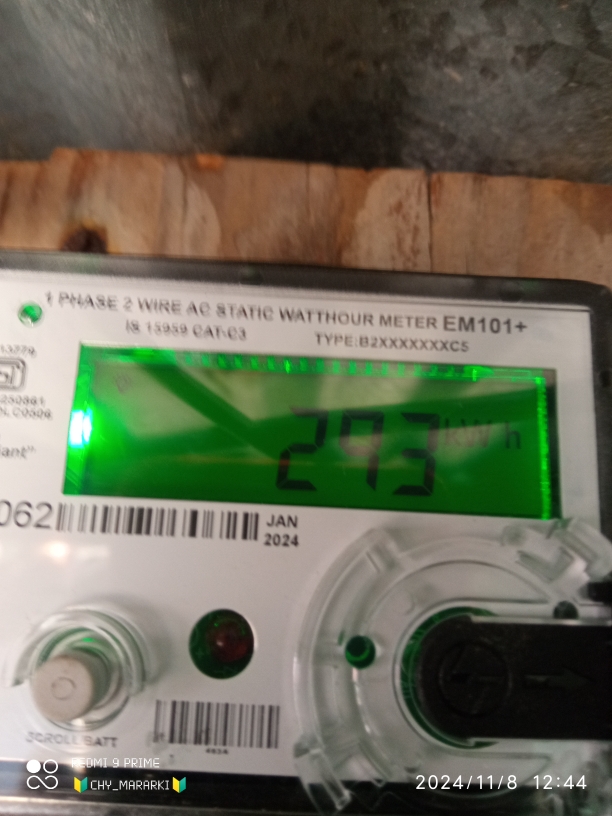 1 PHASE 2 WIRE AC STATIC WATTHOUR METER EM101+
IS 15959 CAT-C3 TYPE:B2XXXXXXXC5
293 kWh
062
JAN
2024
SCROLL BATT
REDMI 9 PRIME
CHY_MARARKI
2024/11/8 12:44